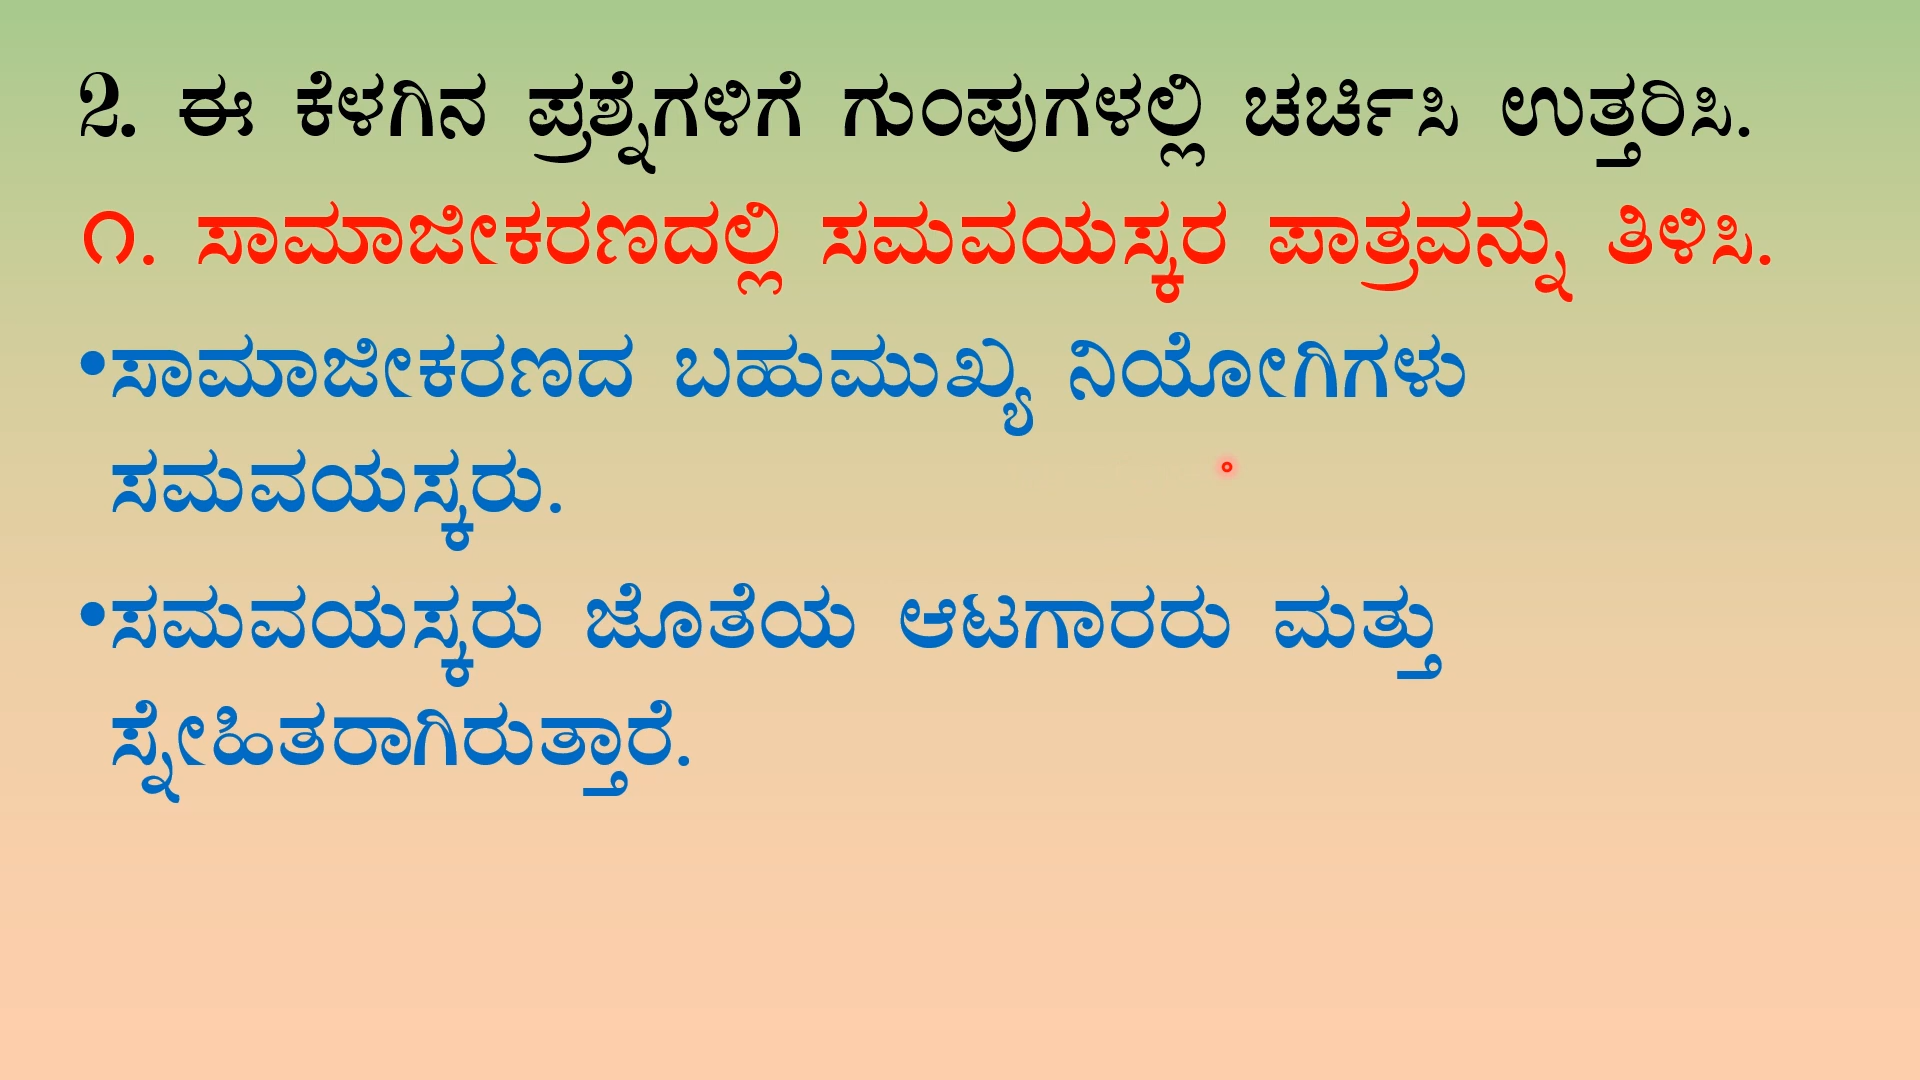 2. ಈ ಕೆಳಗಿನ ಪ್ರಶ್ನೆಗಳಿಗೆ ಗುಂಪುಗಳಲ್ಲಿ ಚರ್ಚಿಸಿ ಉತ್ತರಿಸಿ.
೧. ಸಾಮಾಜೀಕರಣದಲ್ಲಿ ಸಮವಯಸ್ಕರ ಪಾತ್ರವನ್ನು ತಿಳಿಸಿ.
•ಸಾಮಾಜೀಕರಣದ ಬಹುಮುಖ್ಯ ನಿಯೋಗಿಗಳು
ಸಮವಯಸ್ಕರು.
•ಸಮವಯಸ್ಕರು ಜೊತೆಯ ಆಟಗಾರರು ಮತ್ತು
ಸ್ನೇಹಿತರಾಗಿರುತ್ತಾರೆ.